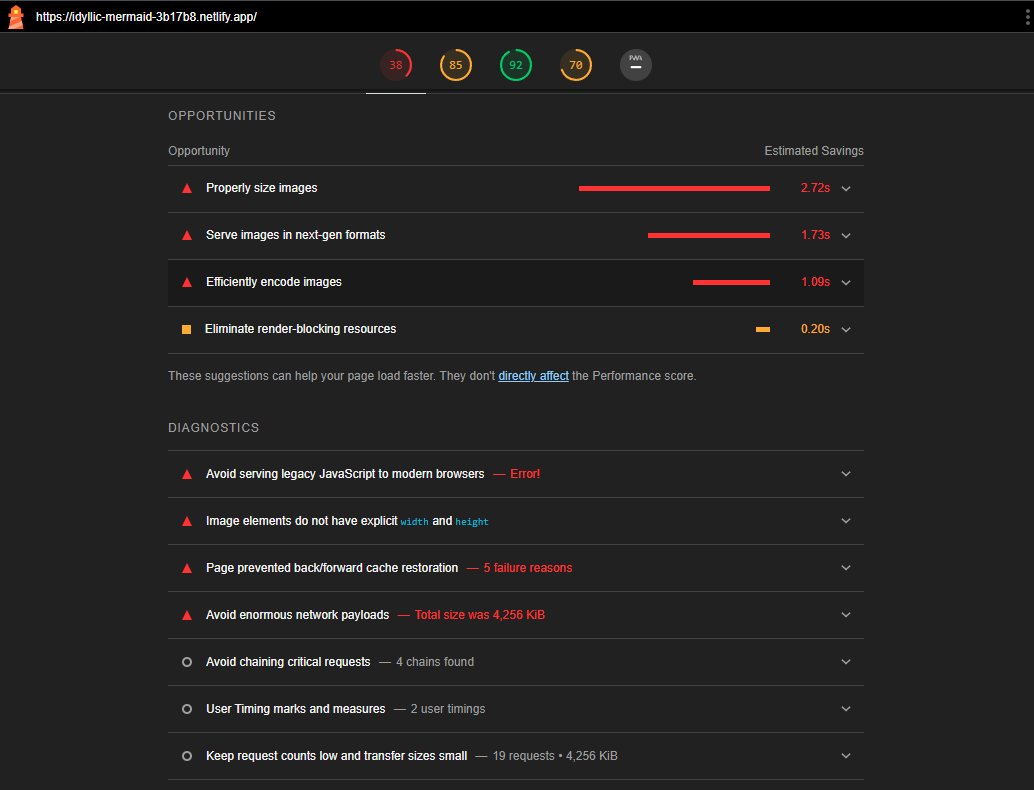 https://idyllic-mermaid-3b17b8.netlify.app/
38 85 92 70 PWA
OPPORTUNITIES
Opportunity Estimated Savings
Properly size images 2.72s
Serve images in next-gen formats 1.73s
Efficiently encode images 1.09s
Eliminate render-blocking resources 0.20s
These suggestions can help your page load faster. They don't directly affect the Performance score.
DIAGNOSTICS
Avoid serving legacy JavaScript to modern browsers — Error!
Image elements do not have explicit width and height
Page prevented back/forward cache restoration — 5 failure reasons
Avoid enormous network payloads — Total size was 4,256 KiB
Avoid chaining critical requests — 4 chains found
User Timing marks and measures — 2 user timings
Keep request counts low and transfer sizes small — 19 requests • 4,256 KiB